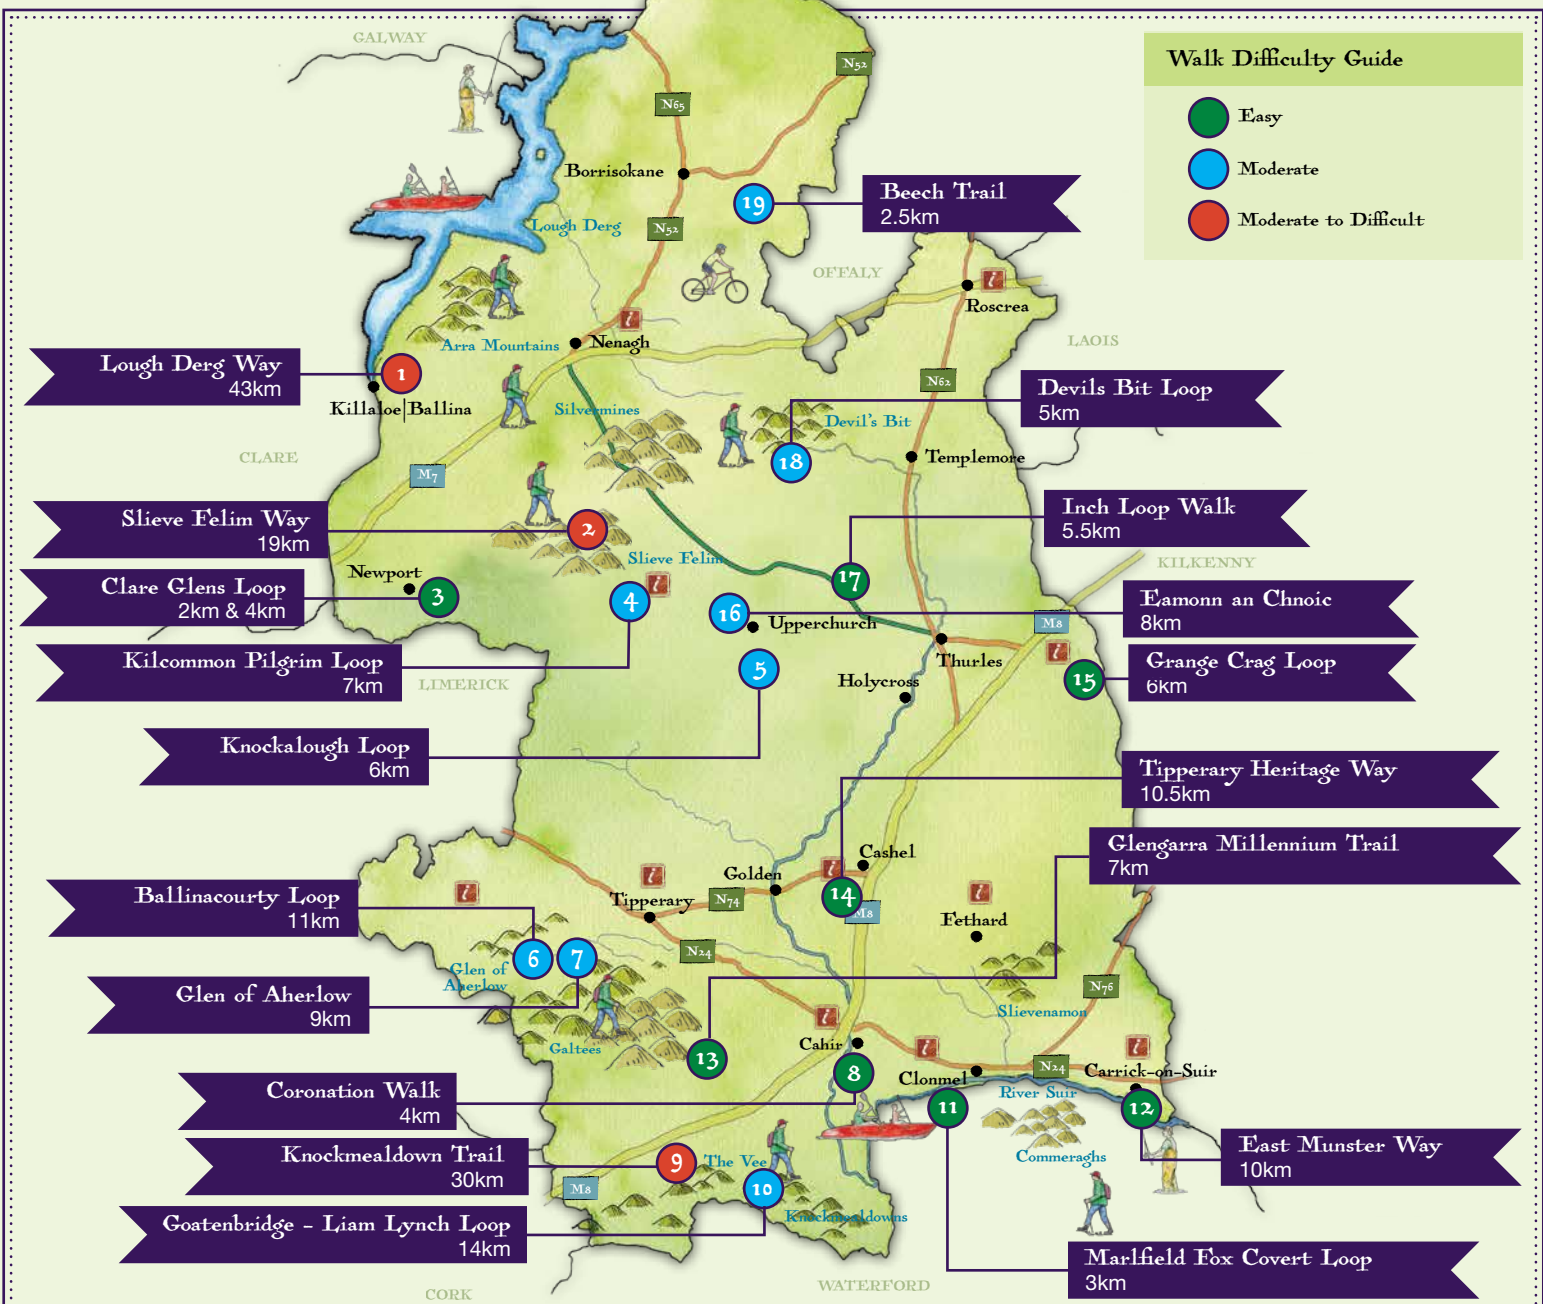 GALWAY
N52
Walk Difficulty Guide
Easy
Moderate
Moderate to Difficult
N65
Borrisokane
19
Beech Trail
2.5km
Lough Derg
N52
OFFALY
i
Roscrea
i
Arra Mountains
Nenagh
LAOIS
Lough Derg Way
43km
1
Killaloe|Ballina
N62
Devils Bit Loop
5km
Silvermines
Devil's Bit
18
Templemore
CLARE
M7
Slieve Felim Way
19km
2
Slieve Felim
Inch Loop Walk
5.5km
17
KILKENNY
Newport
Clare Glens Loop
2km & 4km
3
i
4
16
Upperchurch
Eamonn an Chnoic
8km
M8
i
Thurles
Kilcommon Pilgrim Loop
7km
LIMERICK
5
Holycross
15
Grange Crag Loop
6km
Knockalough Loop
6km
Tipperary Heritage Way
10.5km
Glengarra Millennium Trail
7km
Cashel
i
Golden
i
i
i
Ballinacourty Loop
11km
Tipperary
N74
14
M8
Fethard
6
7
N24
Glen of
Aherlow
Glen of Aherlow
9km
N76
Slievenamon
i
Galtees
13
Cahir
i
i
8
Clonmel
N24
Carrick-on-Suir
Coronation Walk
4km
11
River Suir
12
Knockmealdown Trail
30km
9
The Vee
Commeraghs
East Munster Way
10km
M8
10
Knockmealdowns
Goatenbridge - Liam Lynch Loop
14km
Marlfield Fox Covert Loop
3km
WATERFORD
CORK